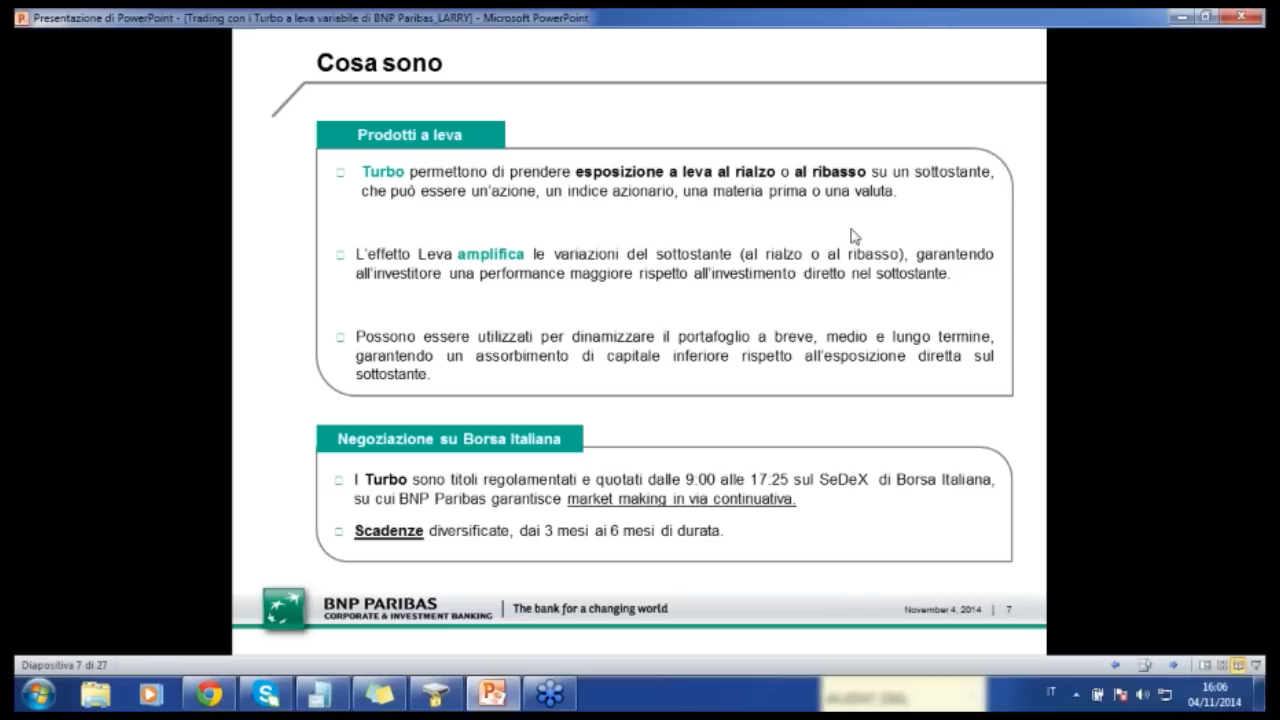 Presentazione di PowerPoint - [Trading con i Turbo a leva variabile di BNP Paribas_LARRY] - Microsoft PowerPoint
Cosa sono
Prodotti a leva
Turbo permettono di prendere esposizione a leva al rialzo o al ribasso su un sottostante,
che può essere un'azione, un indice azionario, una materia prima o una valuta.
L'effetto Leva amplifica le variazioni del sottostante (al rialzo o al ribasso), garantendo
all'investitore una performance maggiore rispetto all'investimento diretto nel sottostante.
Possono essere utilizzati per dinamizzare il portafoglio a breve, medio e lungo termine,
garantendo un assorbimento di capitale inferiore rispetto all'esposizione diretta sul
sottostante.
Negoziazione su Borsa Italiana
I Turbo sono titoli regolamentati e quotati dalle 9.00 alle 17.25 sul SeDeX di Borsa Italiana,
su cui BNP Paribas garantisce market making in via continuativa.
Scadenze diversificate, dai 3 mesi ai 6 mesi di durata.
BNP PARIBAS
CORPORATE & INVESTMENT BANKING
The bank for a changing world
November 4, 2014 | 7
Diapositiva 7 di 27
IT
16:06
04/11/2014